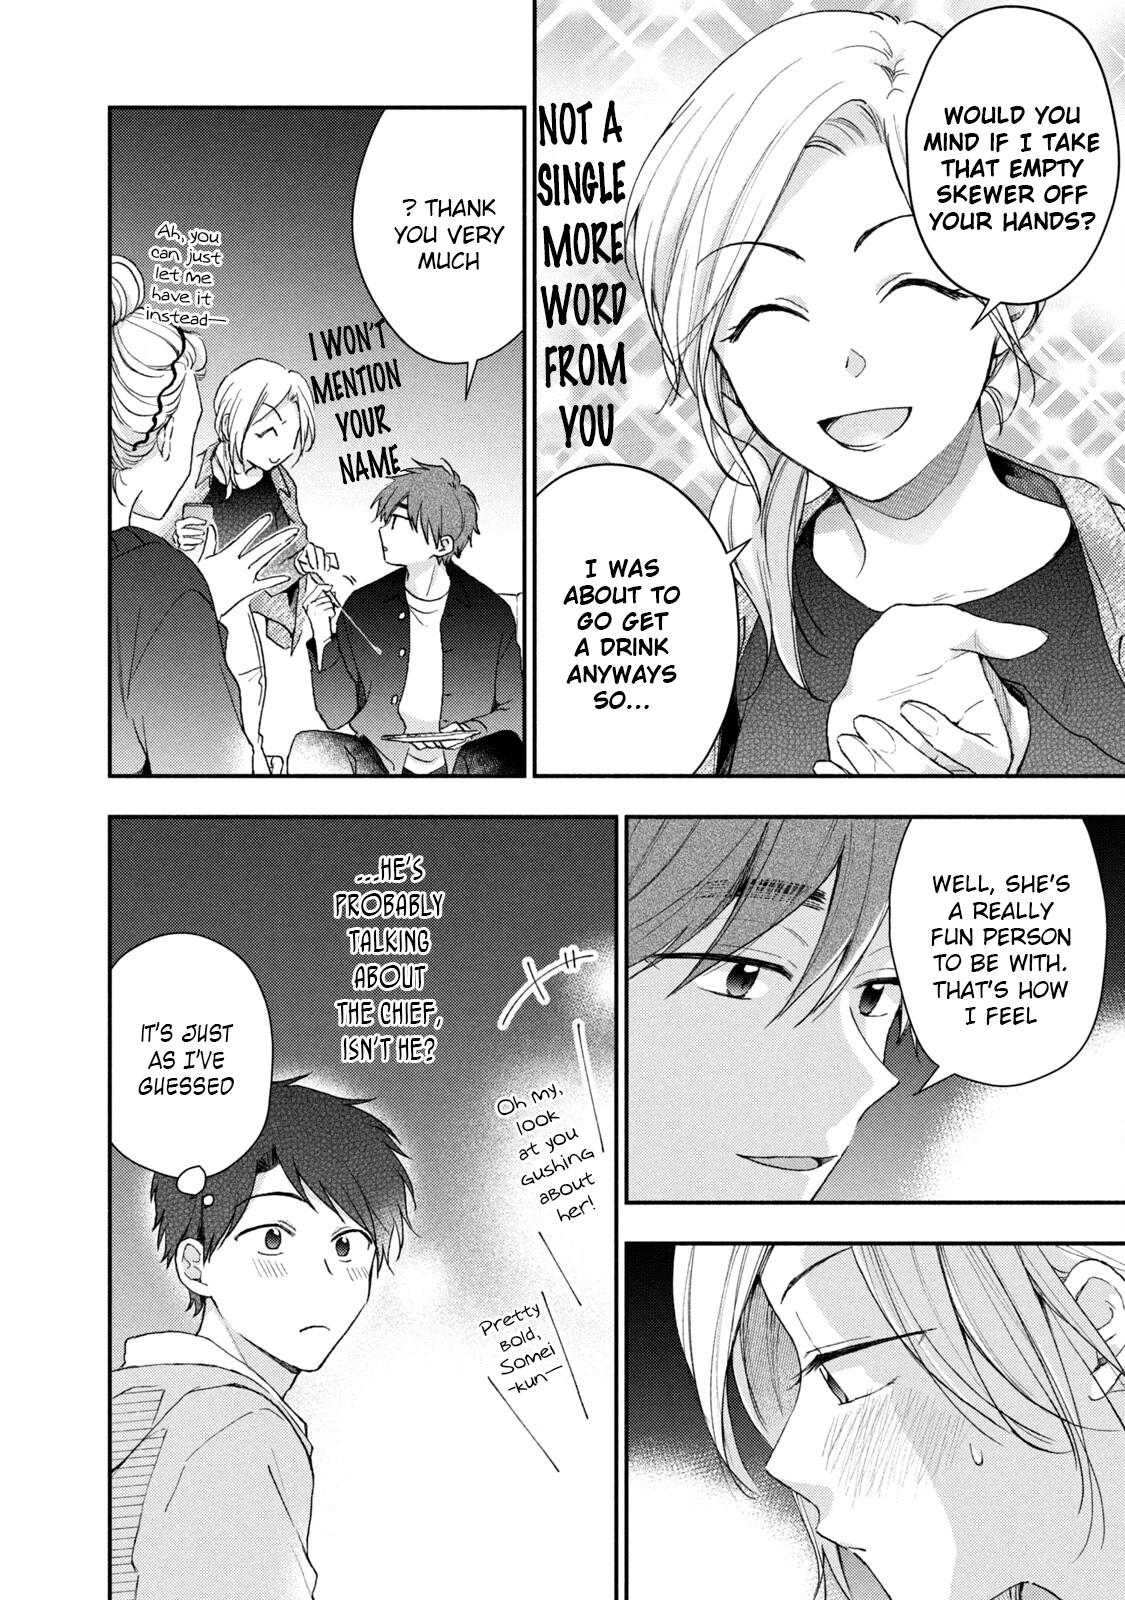 WOULD YOU
MIND IF I TAKE
THAT EMPTY
SKEWER OFF
YOUR HANDS?
NOT A
SINGLE
MORE
WORD
FROM
YOU
I WAS
ABOUT TO
GO GET
A DRINK
ANYWAYS
SO...
? THANK
YOU VERY
MUCH
I WON'T
MENTION
YOUR
NAME
Ah, you
can just
let me
have it
instead—
WELL, SHE'S
A REALLY
FUN PERSON
TO BE WITH.
THAT'S HOW
I FEEL
Oh my,
look
at you
gushing
about
her!
Pretty
bold,
Somei
-kun—
...HE'S
PROBABLY
TALKING
ABOUT
THE CHIEF,
ISN'T HE?
IT'S JUST
AS I'VE
GUESSED